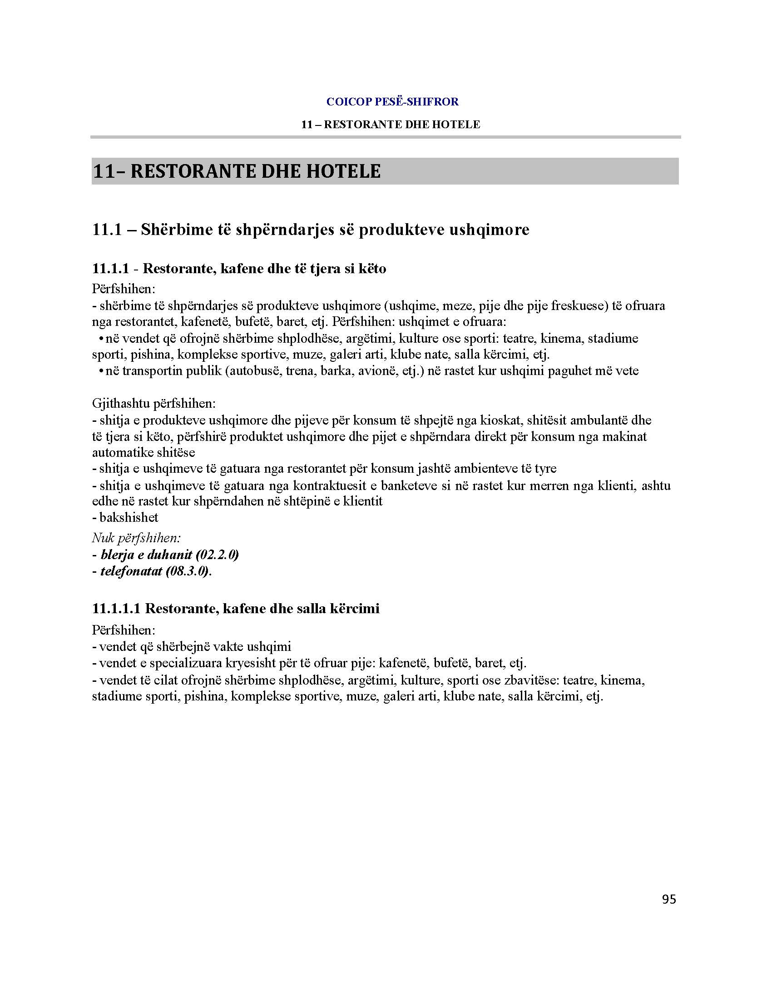 COICOP PESË-SHIFROR
11 – RESTORANTE DHE HOTELE
11– RESTORANTE DHE HOTELE
11.1 – Shërbime të shpërndarjes së produkteve ushqimore
11.1.1 - Restorante, kafene dhe të tjera si këto
Përfshihen:
- shërbime të shpërndarjes së produkteve ushqimore (ushqime, meze, pije dhe pije freskuese) të ofruara
nga restorantet, kafenetë, bufetë, baret, etj. Përfshihen: ushqimet e ofruara:
• në vendet që ofrojnë shërbime shplodhëse, argëtimi, kulture ose sporti: teatre, kinema, stadiume
sporti, pishina, komplekse sportive, muze, galeri arti, klube nate, salla kërcimi, etj.
• në transportin publik (autobusë, trena, barka, avionë, etj.) në rastet kur ushqimi paguhet më vete
Gjithashtu përfshihen:
- shitja e produkteve ushqimore dhe pijeve për konsum të shpejtë nga kioskat, shitësit ambulantë dhe
të tjera si këto, përfshirë produktet ushqimore dhe pijet e shpërndara direkt për konsum nga makinat
automatike shitëse
- shitja e ushqimeve të gatuara nga restorantet për konsum jashtë ambienteve të tyre
- shitja e ushqimeve të gatuara nga kontraktuesit e banketeve si në rastet kur merren nga klienti, ashtu
edhe në rastet kur shpërndahen në shtëpinë e klientit
- bakshishet
Nuk përfshihen:
- blerja e duhanit (02.2.0)
- telefonatat (08.3.0).
11.1.1.1 Restorante, kafene dhe salla kërcimi
Përfshihen:
- vendet që shërbejnë vakte ushqimi
- vendet e specializuara kryesisht për të ofruar pije: kafenetë, bufetë, baret, etj.
- vendet të cilat ofrojnë shërbime shplodhëse, argëtimi, kulture, sporti ose zbavitëse: teatre, kinema,
stadiume sporti, pishina, komplekse sportive, muze, galeri arti, klube nate, salla kërcimi, etj.
95